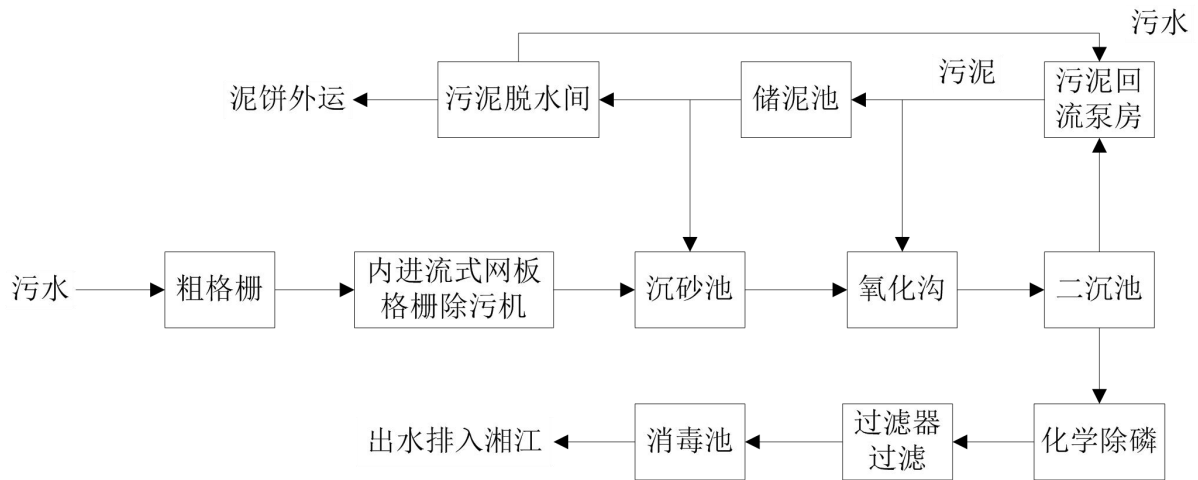 污水
泥饼外运
污泥脱水间
储泥池
污泥
污泥回
流泵房
污水
粗格栅
内进流式网板
格栅除污机
沉砂池
氧化沟
二沉池
出水排入湘江
消毒池
过滤器
过滤
化学除磷